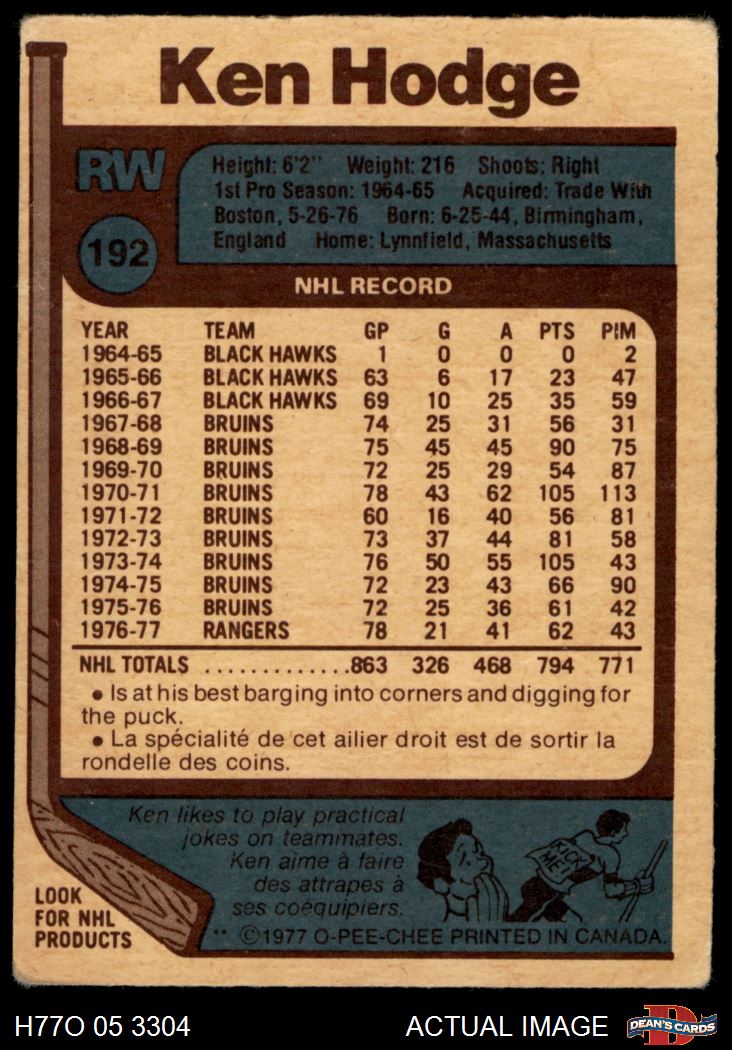 Ken Hodge
RW
192
Height: 6'2" Weight: 216 Shoots: Right
1st Pro Season: 1964-65 Acquired: Trade With
Boston, 5-26-76 Born: 6-25-44, Birmingham,
England Home: Lynnfield, Massachusetts
NHL RECORD
YEAR TEAM GP G A PTS PIM
1964-65 BLACK HAWKS 1 0 0 0 2
1965-66 BLACK HAWKS 63 6 17 23 47
1966-67 BLACK HAWKS 69 10 25 35 59
1967-68 BRUINS 74 25 31 56 31
1968-69 BRUINS 75 45 45 90 75
1969-70 BRUINS 72 25 29 54 87
1970-71 BRUINS 78 43 62 105 113
1971-72 BRUINS 60 16 40 56 81
1972-73 BRUINS 73 37 44 81 58
1973-74 BRUINS 76 50 55 105 43
1974-75 BRUINS 72 23 43 66 90
1975-76 BRUINS 72 25 36 61 42
1976-77 RANGERS 78 21 41 62 43
NHL TOTALS .............863 326 468 794 771
• Is at his best barging into corners and digging for
the puck.
• La spécialité de cet ailier droit est de sortir la
rondelle des coins.
Ken likes to play practical
jokes on teammates.
Ken aime à faire
des attrapes à
ses coéquipiers.
KICK
ME!
LOOK
FOR NHL
PRODUCTS
** ©1977 O-PEE-CHEE PRINTED IN CANADA.
H77O 05 3304 ACTUAL IMAGE
D
DEAN'S CARDS